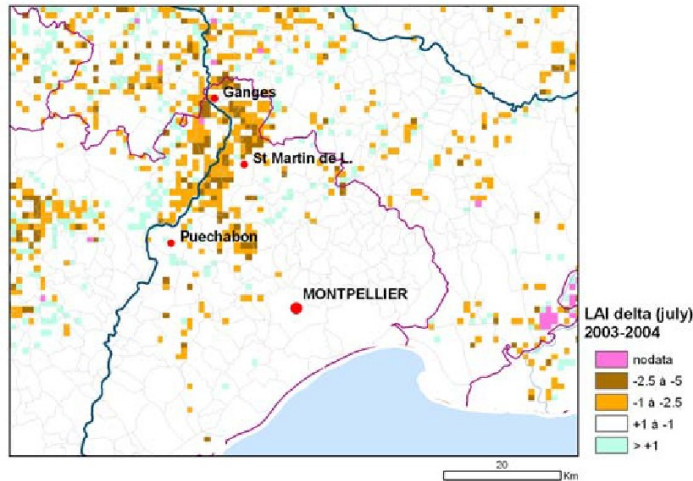 Ganges
St Martin de L.
Puechabon
MONTPELLIER
LAI delta (july)
2003-2004
nodata
-2.5 à -5
-1 à -2.5
+1 à -1
> +1
20
Km